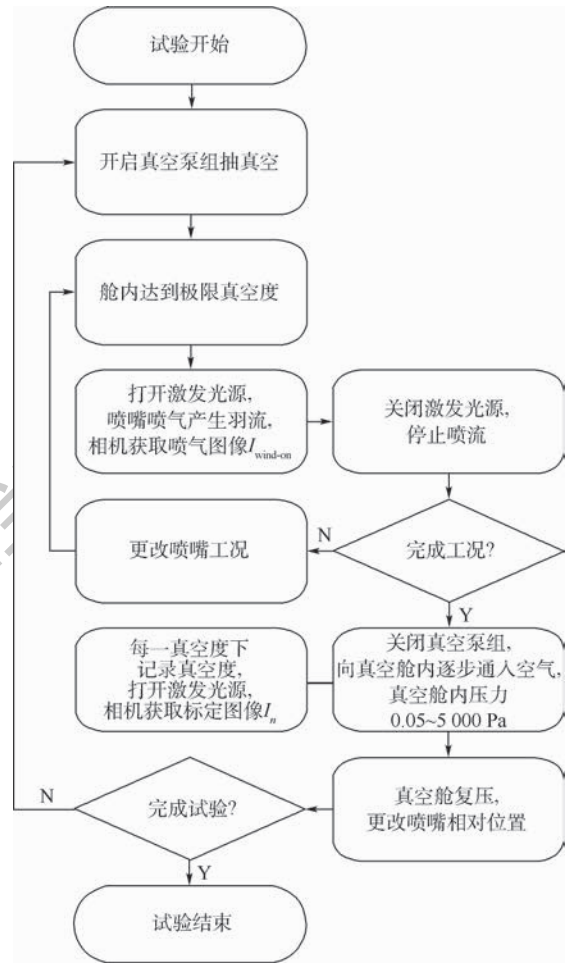 试验开始
开启真空泵组抽真空
舱内达到极限真空度
打开激发光源,
喷嘴喷气产生羽流,
相机获取喷气图像I_wind-on
关闭激发光源,
停止喷流
完成工况?
N
更改喷嘴工况
Y
关闭真空泵组,
向真空舱内逐步通入空气,
真空舱内压力
0.05~5 000 Pa
每一真空度下
记录真空度,
打开激发光源,
相机获取标定图像I_n
真空舱复压,
更改喷嘴相对位置
完成试验?
N
Y
试验结束